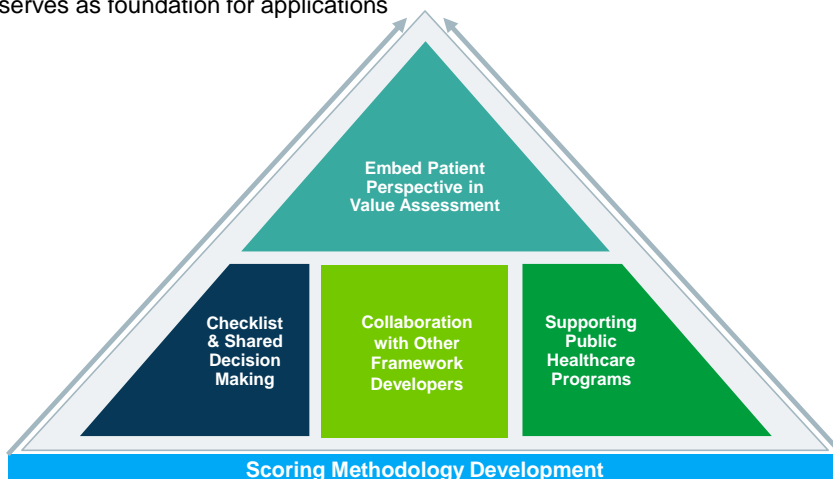 serves as foundation for applications
Embed Patient
Perspective in
Value Assessment
Checklist
& Shared
Decision
Making
Collaboration
with Other
Framework
Developers
Supporting
Public
Healthcare
Programs
Scoring Methodology Development